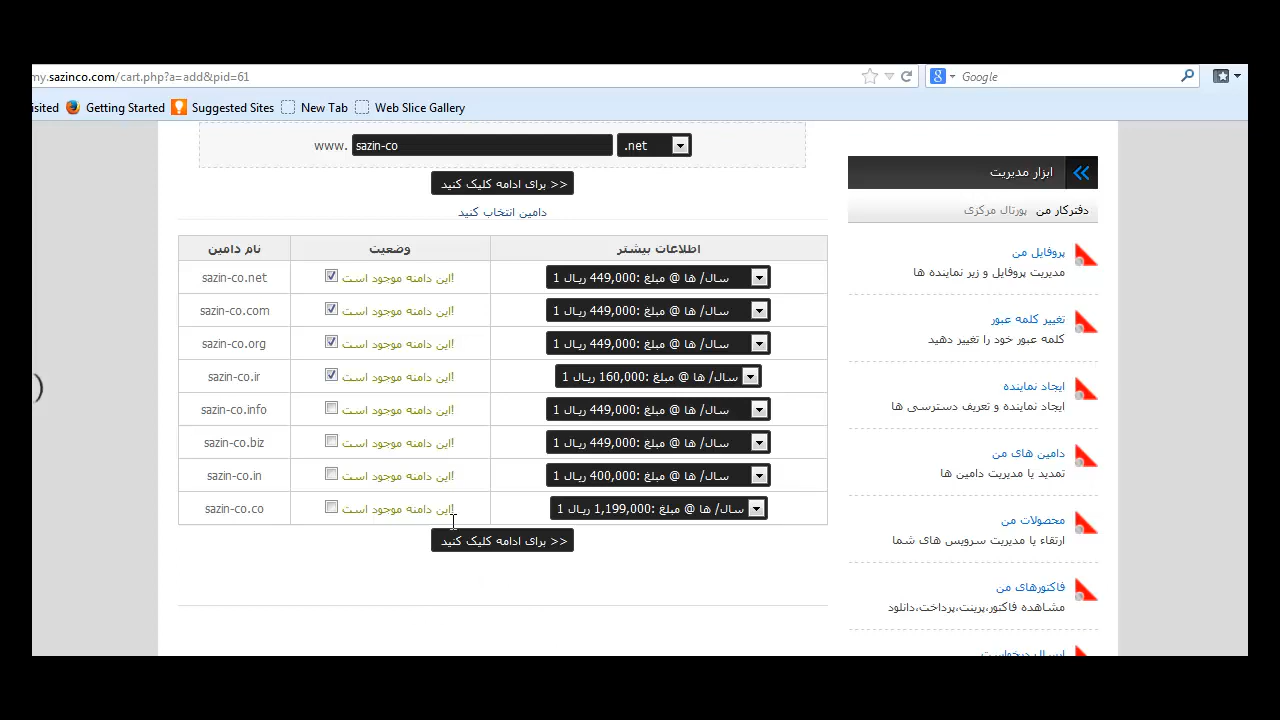 my.sazinco.com/cart.php?a=add&pid=61
Google
isited Getting Started Suggested Sites New Tab Web Slice Gallery
www. sazin-co .net
برای ادامه کلیک کنید >>
دامین انتخاب کنید
نام دامین وضعیت اطلاعات بیشتر
sazin-co.net این دامنه موجود است! 1 سال/ ها @ مبلغ :449,000 ریال
sazin-co.com این دامنه موجود است! 1 سال/ ها @ مبلغ :449,000 ریال
sazin-co.org این دامنه موجود است! 1 سال/ ها @ مبلغ :449,000 ریال
sazin-co.ir این دامنه موجود است! 1 سال/ ها @ مبلغ :160,000 ریال
sazin-co.info این دامنه موجود است! 1 سال/ ها @ مبلغ :449,000 ریال
sazin-co.biz این دامنه موجود است! 1 سال/ ها @ مبلغ :449,000 ریال
sazin-co.in این دامنه موجود است! 1 سال/ ها @ مبلغ :400,000 ریال
sazin-co.co این دامنه موجود است! 1 سال/ ها @ مبلغ :1,199,000 ریال
برای ادامه کلیک کنید >>
ابزار مدیریت
دفترکار من پورتال مرکزی
پروفایل من
مدیریت پروفایل و زیر نماینده ها
تغییر کلمه عبور
کلمه عبور خود را تغییر دهید
ایجاد نماینده
ایجاد نماینده و تعریف دسترسی ها
دامین های من
تمدید یا مدیریت دامین ها
محصولات من
ارتقاء یا مدیریت سرویس های شما
فاکتورهای من
مشاهده فاکتور،پرینت،پرداخت،دانلود
ارسال درخواست
)